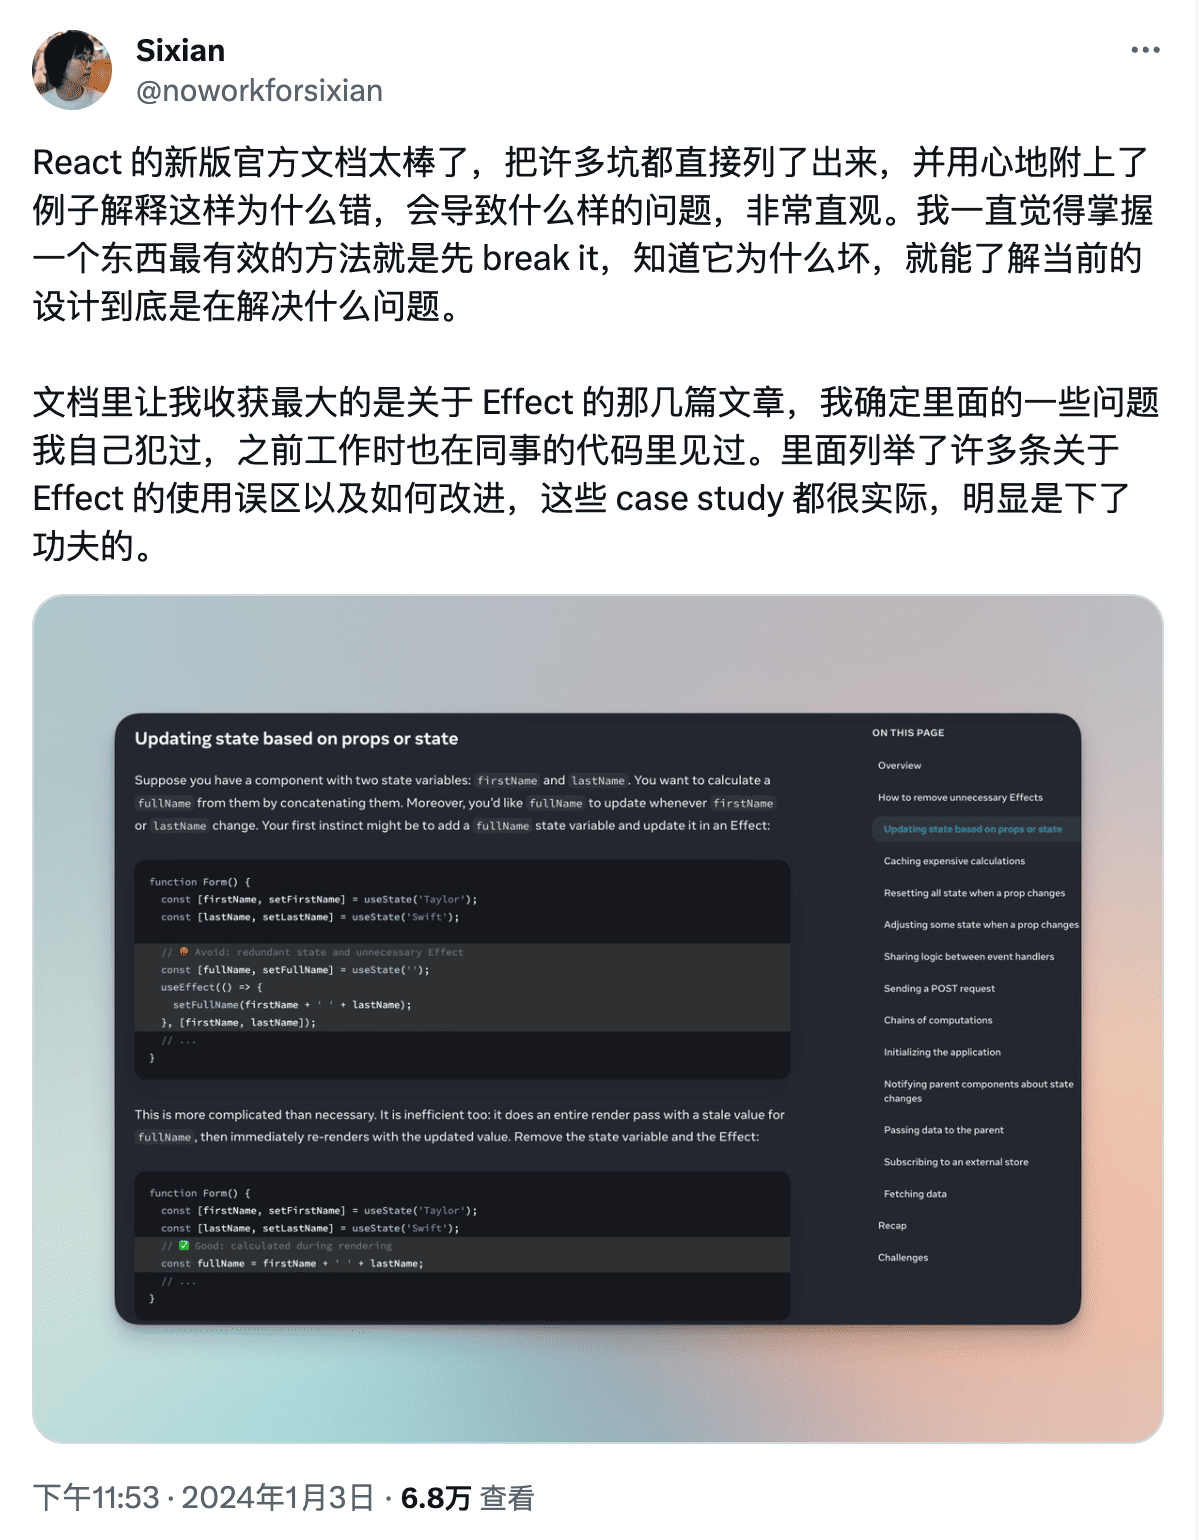 Sixian
@noworkforsixian
React 的新版官方文档太棒了，把许多坑都直接列了出来，并用心地附上了
例子解释这样为什么错，会导致什么样的问题，非常直观。我一直觉得掌握
一个东西最有效的方法就是先 break it，知道它为什么坏，就能了解当前的
设计到底是在解决什么问题。
文档里让我收获最大的是关于 Effect 的那几篇文章，我确定里面的一些问题
我自己犯过，之前工作时也在同事的代码里见过。里面列举了许多条关于
Effect 的使用误区以及如何改进，这些 case study 都很实际，明显是下了
功夫的。
Updating state based on props or state
Suppose you have a component with two state variables: firstName and lastName. You want to calculate a
fullName from them by concatenating them. Moreover, you'd like fullName to update whenever firstName
or lastName change. Your first instinct might be to add a fullName state variable and update it in an Effect:
function Form() {
const [firstName, setFirstName] = useState('Taylor');
const [lastName, setLastName] = useState('Swift');
// 🔴 Avoid: redundant state and unnecessary Effect
const [fullName, setFullName] = useState('');
useEffect(() => {
setFullName(firstName + ' ' + lastName);
}, [firstName, lastName]);
// ...
}
This is more complicated than necessary. It is inefficient too: it does an entire render pass with a stale value for
fullName, then immediately re-renders with the updated value. Remove the state variable and the Effect:
function Form() {
const [firstName, setFirstName] = useState('Taylor');
const [lastName, setLastName] = useState('Swift');
// ✅ Good: calculated during rendering
const fullName = firstName + ' ' + lastName;
// ...
}
ON THIS PAGE
Overview
How to remove unnecessary Effects
Updating state based on props or state
Caching expensive calculations
Resetting all state when a prop changes
Adjusting some state when a prop changes
Sharing logic between event handlers
Sending a POST request
Chains of computations
Initializing the application
Notifying parent components about state
changes
Passing data to the parent
Subscribing to an external store
Fetching data
Recap
Challenges
下午11:53 · 2024年1月3日 · 6.8万 查看